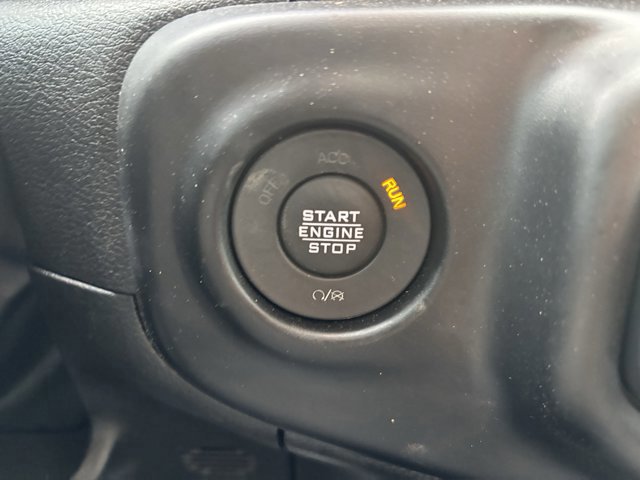 ACC
OFF
RUN
START
ENGINE
STOP